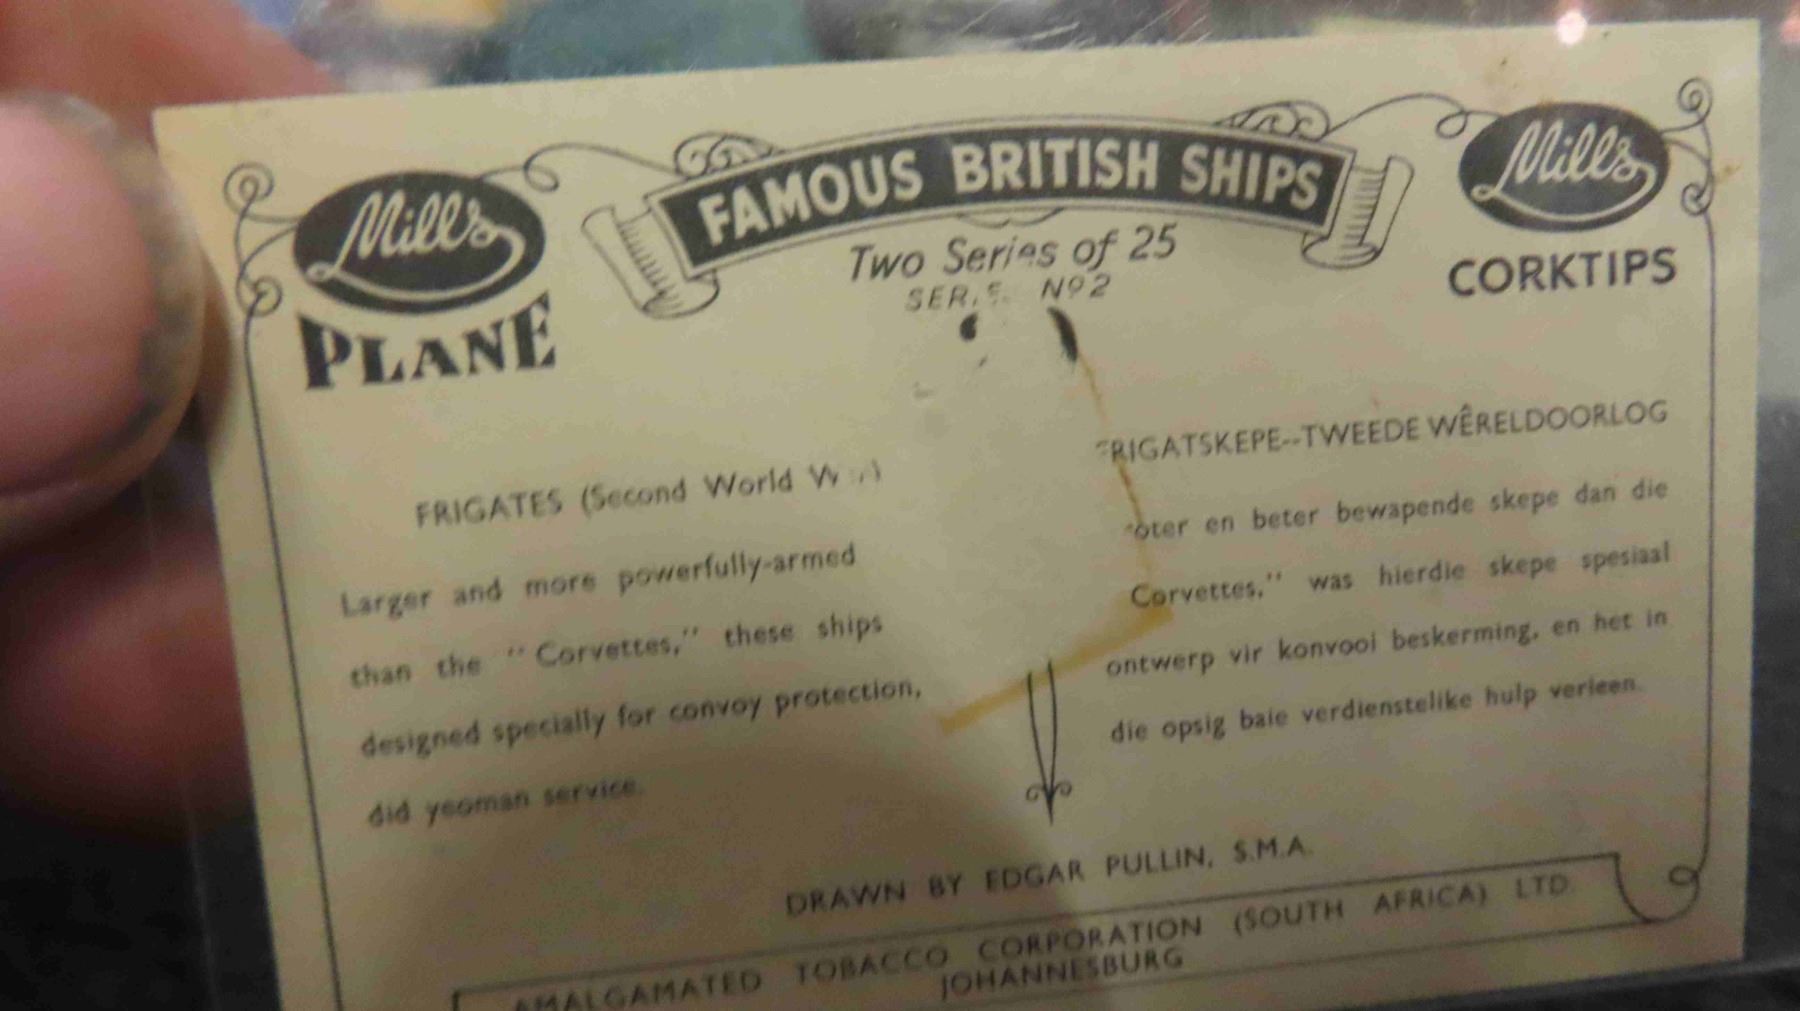 Mills
PLANE
FAMOUS BRITISH SHIPS
Two Series of 25
Nº2
Mills
CORKTIPS
FRIGATES (Second World
Larger and more powerfully-armed
than the "Corvettes," these ships
designed specially for convoy protection,
did yeoman service.
RIGATSKEPE--TWEEDE WÊRELDOORLOG
oter en beter bewapende skepe dan die
Corvettes," was hierdie skepe spesiaal
ontwerp vir konvooi beskerming, en het in
die opsig baie verdienstelike hulp verleen.
DRAWN BY EDGAR PULLIN, S.M.A.
AMALGAMATED TOBACCO CORPORATION (SOUTH AFRICA) LTD.
JOHANNESBURG